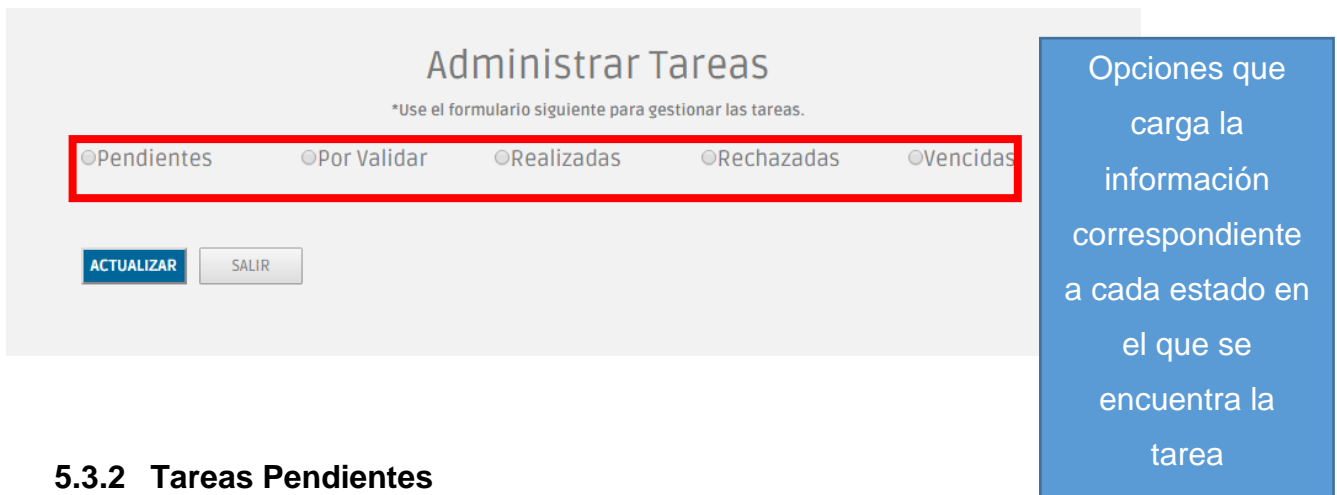 Administrar Tareas
*Use el formulario siguiente para gestionar las tareas.
Pendientes Por Validar Realizadas Rechazadas Vencidas
ACTUALIZAR SALIR
Opciones que
carga la
información
correspondiente
a cada estado en
el que se
encuentra la
tarea
5.3.2 Tareas Pendientes